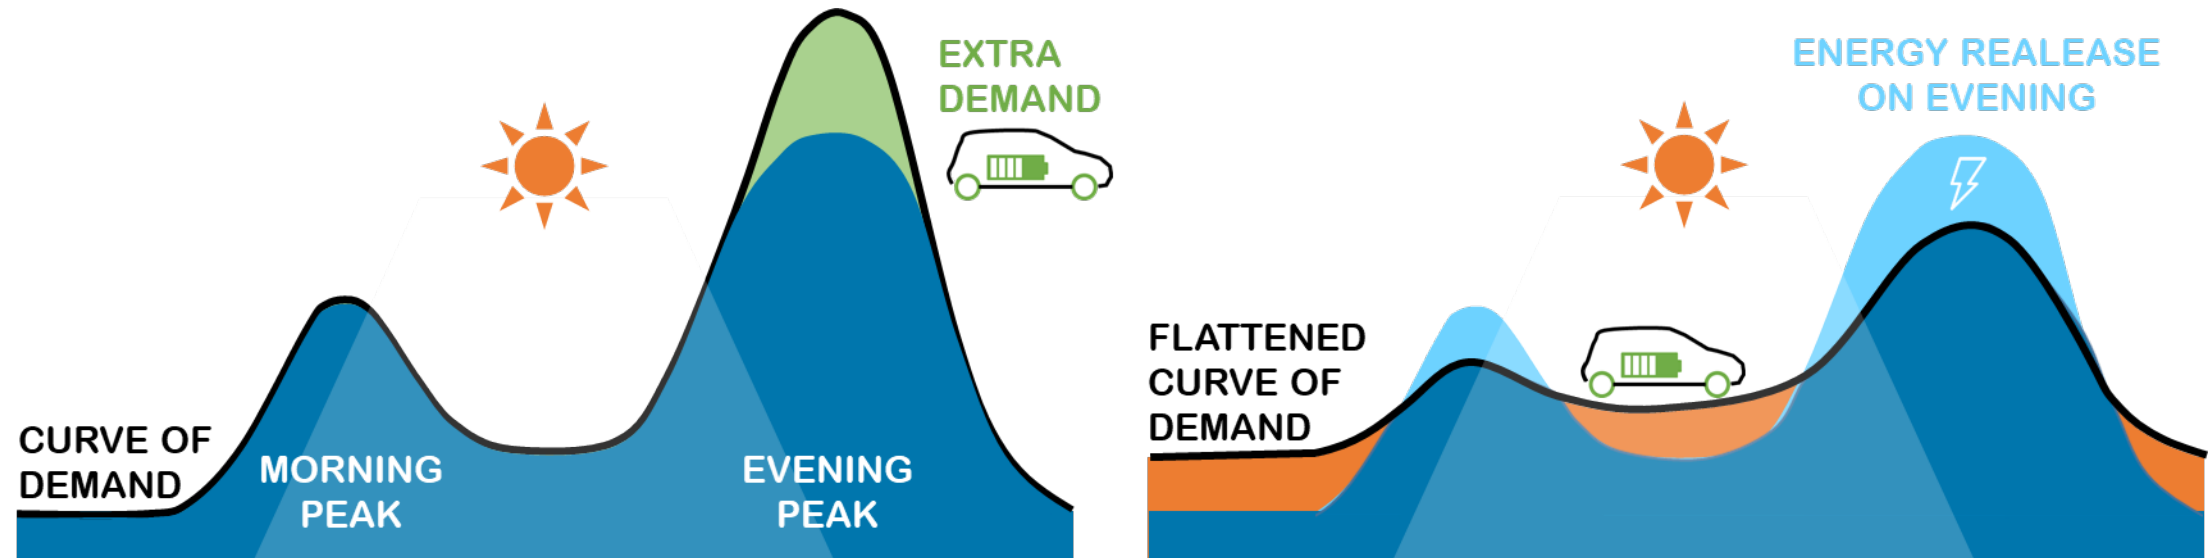 EXTRA
DEMAND
CURVE OF
DEMAND
MORNING
PEAK
EVENING
PEAK
ENERGY REALEASE
ON EVENING
FLATTENED
CURVE OF
DEMAND